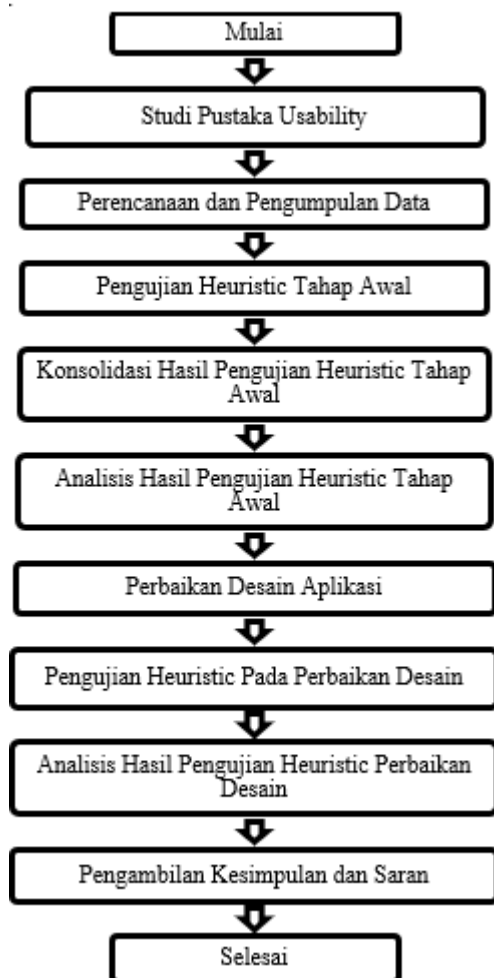 Mulai
Studi Pustaka Usability
Perencanaan dan Pengumpulan Data
Pengujian Heuristic Tahap Awal
Konsolidasi Hasil Pengujian Heuristic Tahap
Awal
Analisis Hasil Pengujian Heuristic Tahap
Awal
Perbaikan Desain Aplikasi
Pengujian Heuristic Pada Perbaikan Desain
Analisis Hasil Pengujian Heuristic Perbaikan
Desain
Pengambilan Kesimpulan dan Saran
Selesai